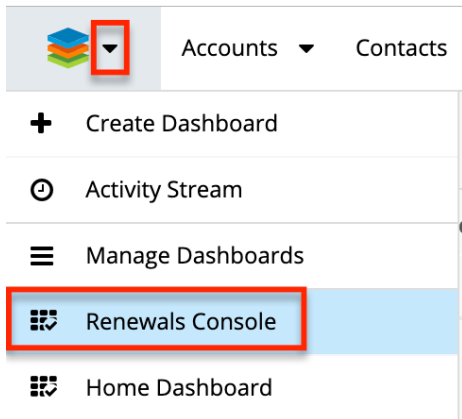 Accounts Contacts
Create Dashboard
Activity Stream
Manage Dashboards
Renewals Console
Home Dashboard